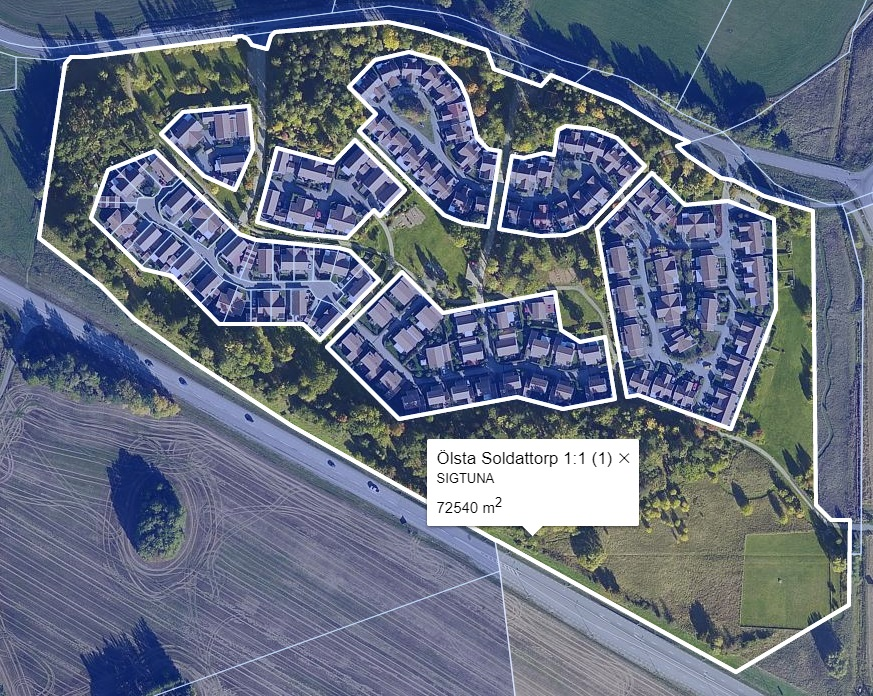 Ölsta Soldattorp 1:1 (1) ×
SIGTUNA
72540 m²